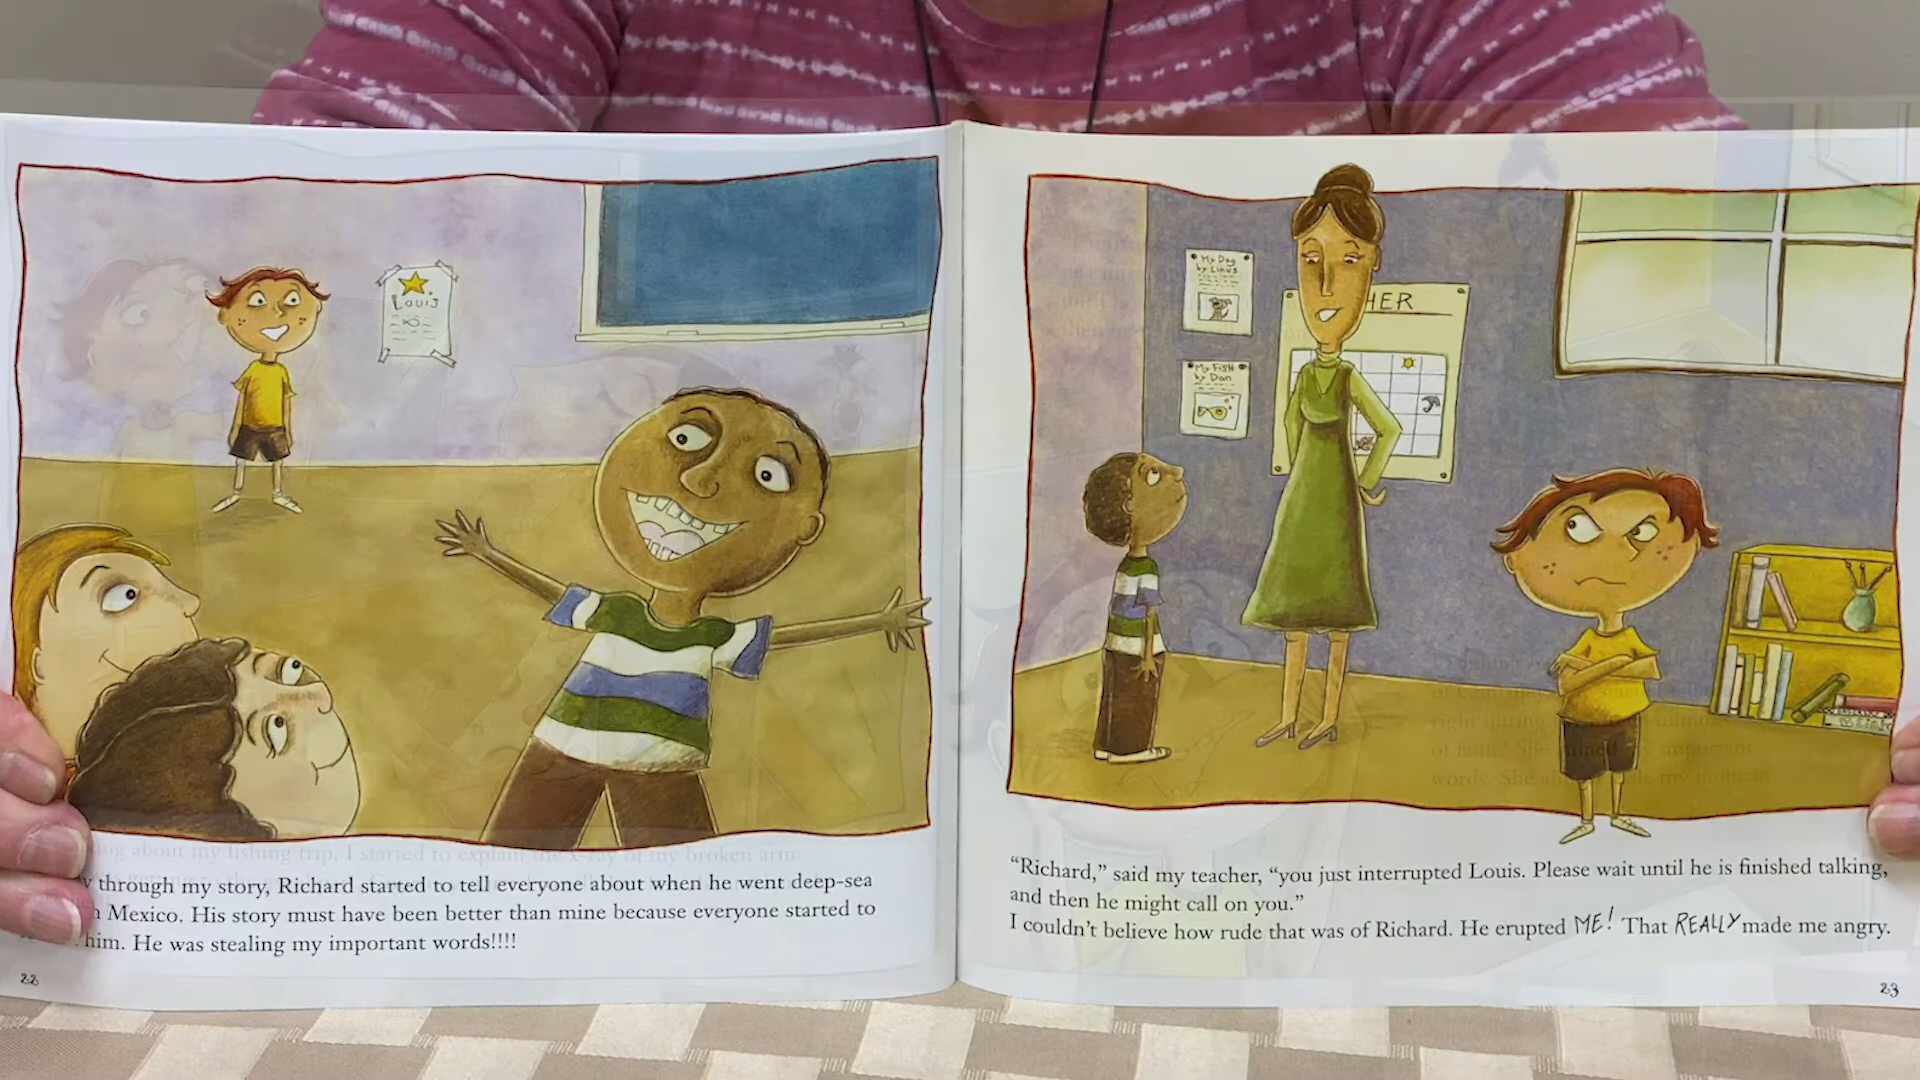 Louis
through my story, Richard started to tell everyone about when he went deep-sea
Mexico. His story must have been better than mine because everyone started to
him. He was stealing my important words!!!!
22
My Dog
by Linus
My Fish
by Dan
HER
“Richard,” said my teacher, “you just interrupted Louis. Please wait until he is finished talking,
and then he might call on you.”
I couldn’t believe how rude that was of Richard. He erupted ME! That REALLY made me angry.
23